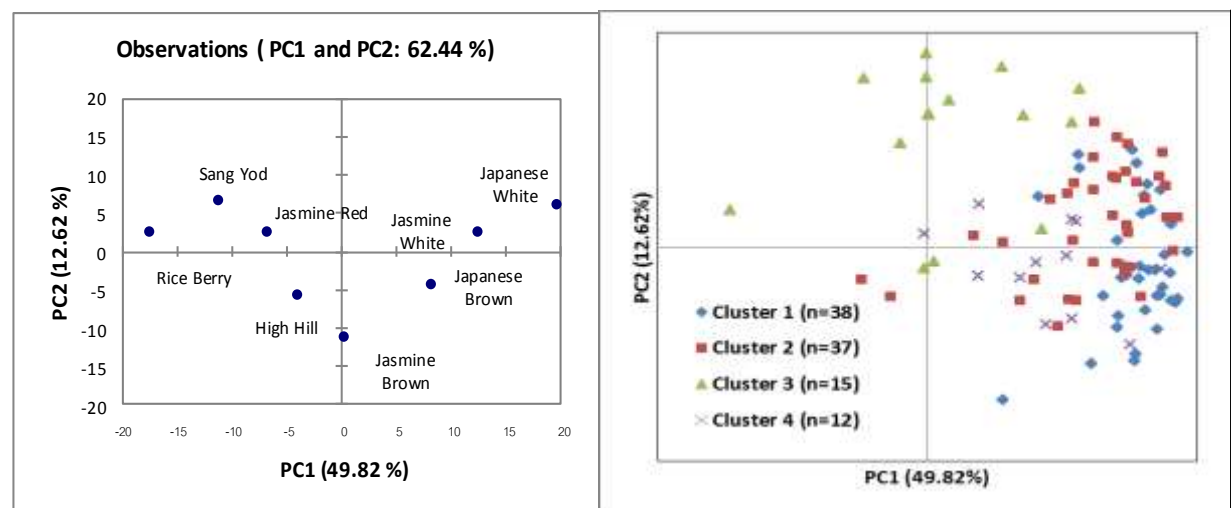 Observations ( PC1 and PC2: 62.44 %)
20
15
10
5
0
-5
-10
-15
-20
PC2 (12.62 %)
Sang Yod
Jasmine Red
Japanese
White
Jasmine
White
Rice Berry
Japanese
Brown
High Hill
Jasmine
Brown
-20
-15
-10
-5
0
5
10
15
20
PC1 (49.82 %)
PC2 (12.62%)
Cluster 1 (n=38)
Cluster 2 (n=37)
Cluster 3 (n=15)
Cluster 4 (n=12)
PC1 (49.82%)